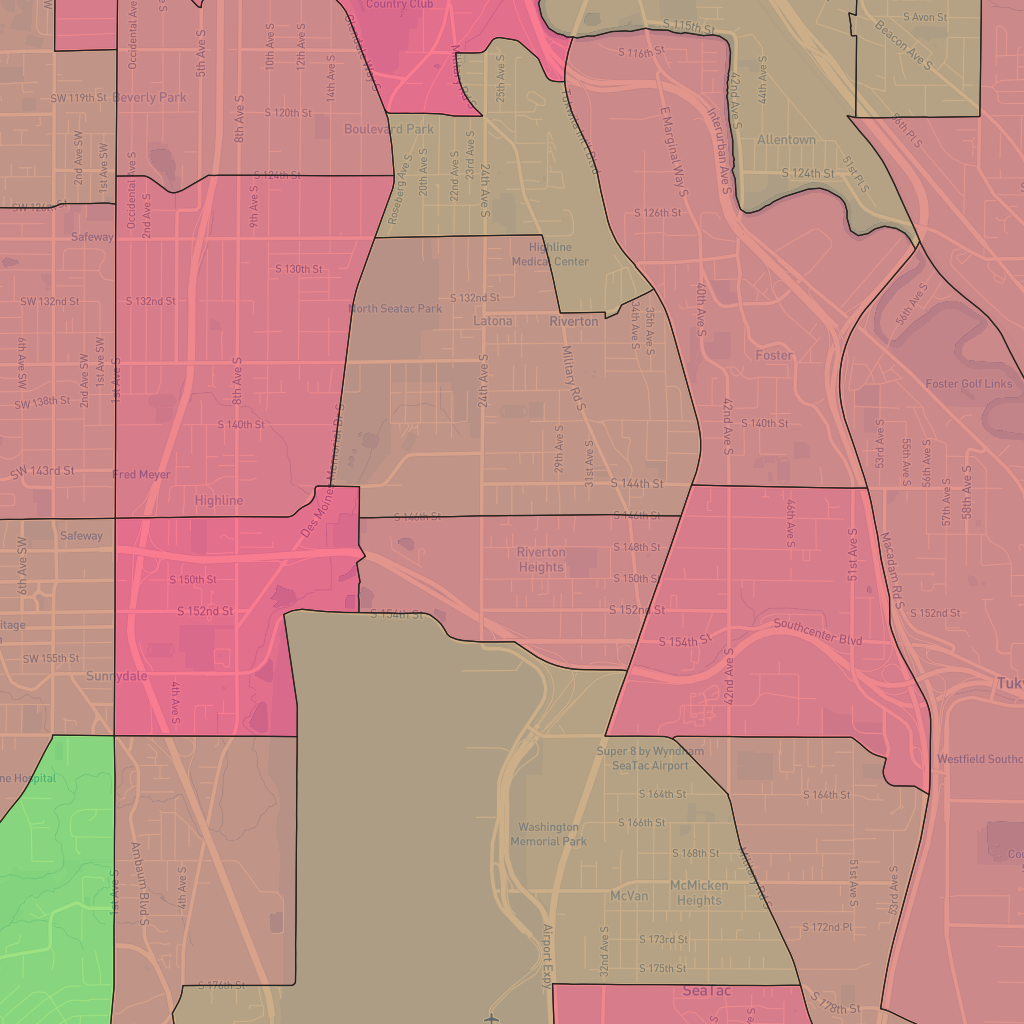 Country Club
S Avon St
Beacon Ave S
S 115th St
S 116th St
Occidental Ave S
5th Ave S
10th Ave S
12th Ave S
14th Ave S
Glendale Way S
25th Ave S
42nd Ave S
44th Ave S
SW 119th St
Beverly Park
8th Ave S
S 120th St
Boulevard Park
Tukwila Int'l Blvd
E Marginal Way S
Interurban Ave S
Allentown
56th Pl S
51st Pl S
2nd Ave SW
1st Ave SW
Occidental Ave S
2nd Ave S
S 124th St
9th Ave S
Roseberg Ave S
20th Ave S
22nd Ave S
23rd Ave S
24th Ave S
S 124th St
SW 126th St
S 126th St
Safeway
Highline
Medical Center
S 130th St
SW 132nd St
S 132nd St
North Seatac Park
S 132nd St
Latona
Riverton
34th Ave S
35th Ave S
40th Ave S
54th Ave S
6th Ave SW
2nd Ave SW
1st Ave SW
1st Ave S
8th Ave S
24th Ave S
Military Rd S
Foster
Foster Golf Links
SW 138th St
S 140th St
42nd Ave S
S 140th St
53rd Ave S
55th Ave S
56th Ave S
57th Ave S
58th Ave S
29th Ave S
31st Ave S
SW 143rd St
Fred Meyer
Des Moines Memorial Dr S
S 144th St
Highline
S 146th St
S 146th St
46th Ave S
Safeway
6th Ave SW
Riverton
Heights
S 148th St
51st Ave S
Macadam Rd S
S 150th St
S 150th St
S 152nd St
S 154th St
S 152nd St
S 152nd St
S 154th St
Southcenter Blvd
SW 155th St
Sunnydale
4th Ave S
42nd Ave S
Super 8 by Wyndham
SeaTac Airport
S 164th St
S 164th St
S 166th St
Washington
Memorial Park
S 168th St
Military Rd S
McMicken
Heights
McVan
51st Ave S
53rd Ave S
1st Ave S
Ambaum Blvd S
4th Ave S
S 172nd Pl
32nd Ave S
S 173rd St
S 175th St
Airport Expy
S 176th St
SeaTac
S 178th St